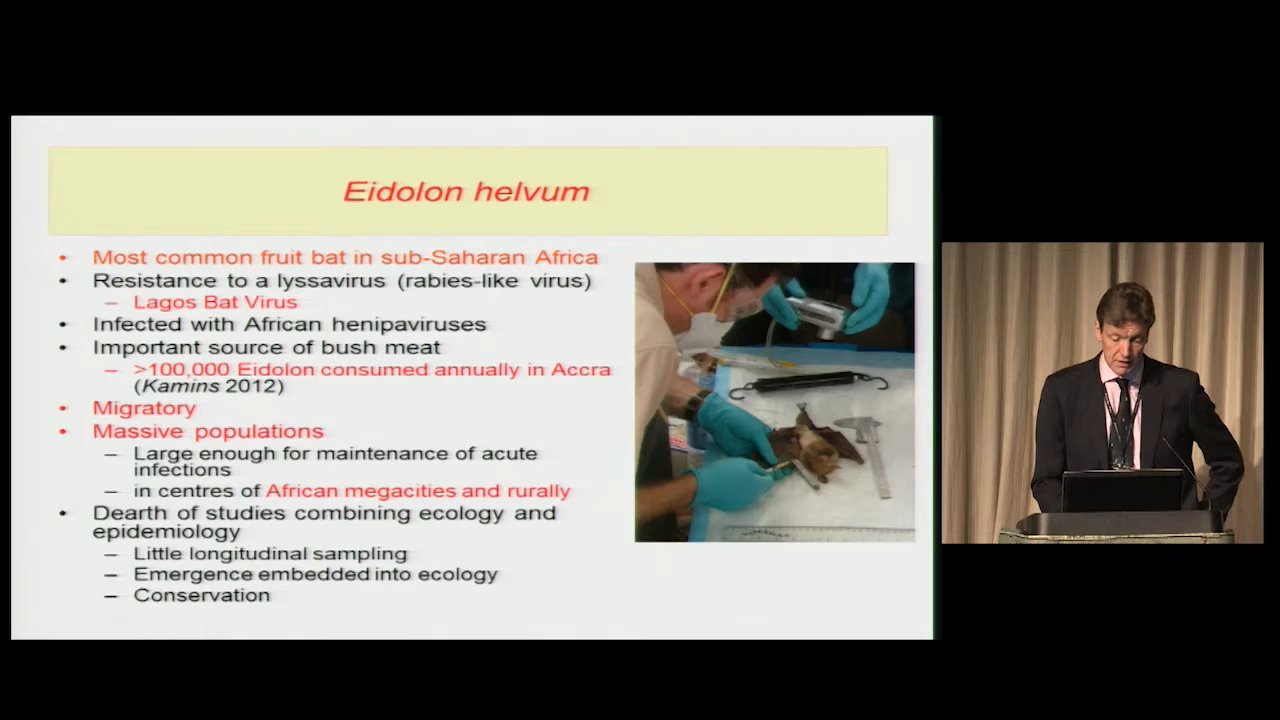 Eidolon helvum
• Most common fruit bat in sub-Saharan Africa
• Resistance to a lyssavirus (rabies-like virus)
– Lagos Bat Virus
• Infected with African henipaviruses
• Important source of bush meat
– >100,000 Eidolon consumed annually in Accra
(Kamins 2012)
• Migratory
• Massive populations
– Large enough for maintenance of acute
infections
– in centres of African megacities and rurally
• Dearth of studies combining ecology and
epidemiology
– Little longitudinal sampling
– Emergence embedded into ecology
– Conservation